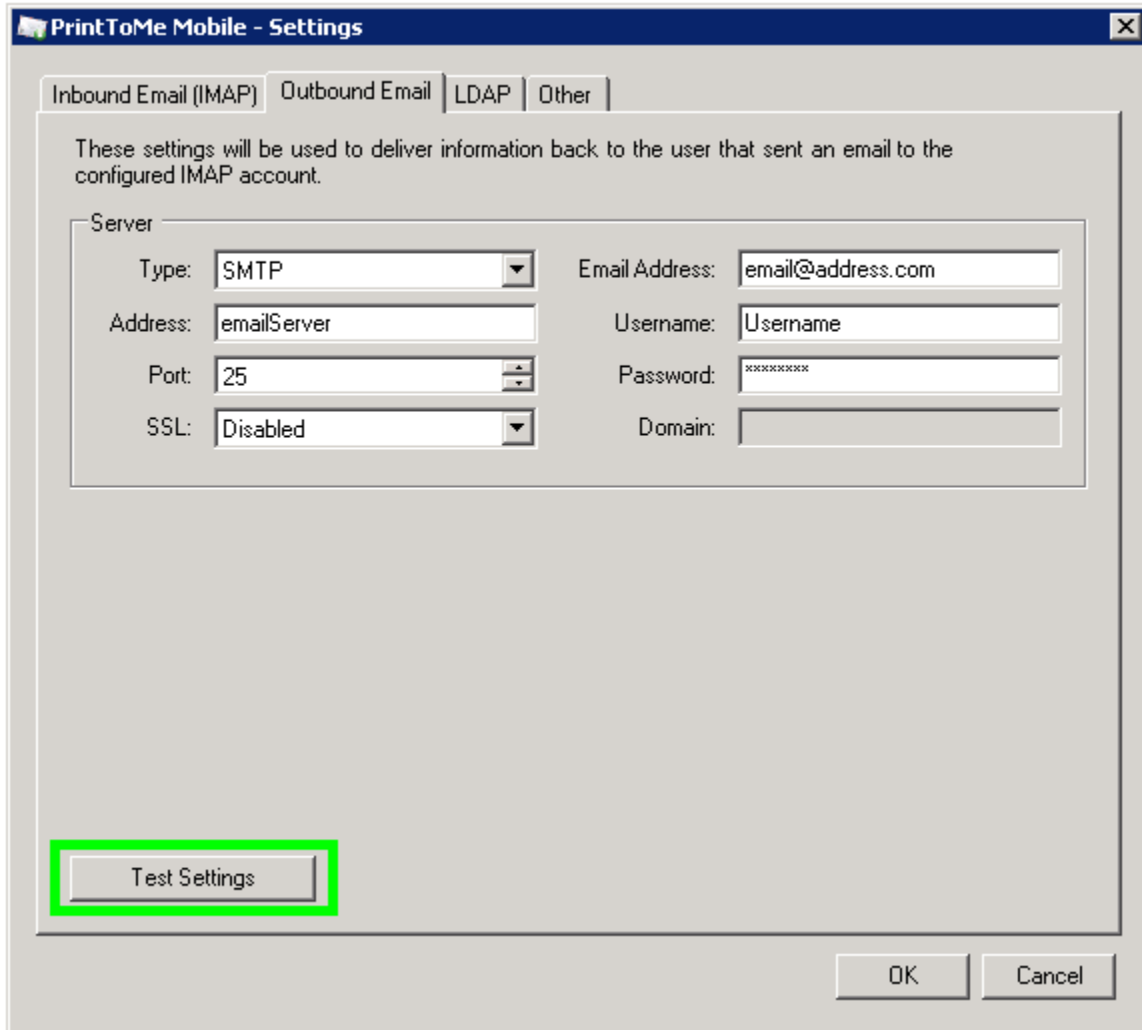 PrintToMe Mobile - Settings
Inbound Email (IMAP) Outbound Email LDAP Other
These settings will be used to deliver information back to the user that sent an email to the
configured IMAP account.
Server
Type: SMTP Email Address: email@address.com
Address: emailServer Username: Username
Port: 25 Password: xxxxxxxx
SSL: Disabled Domain:
Test Settings
OK Cancel